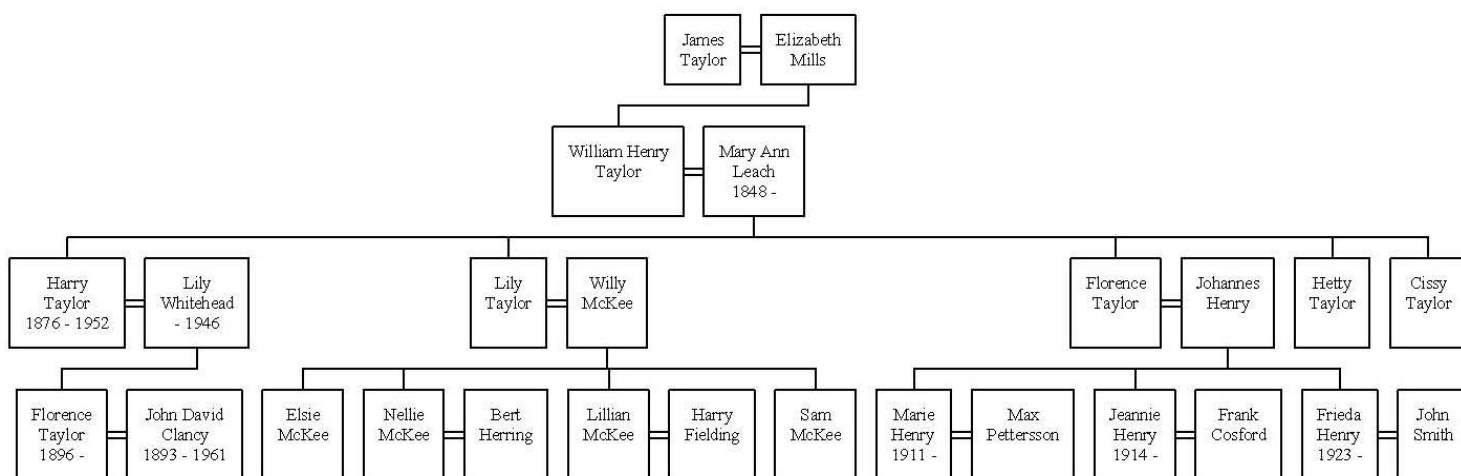 James
Taylor
Elizabeth
Mills
William Henry
Taylor
Mary Ann
Leach
1848 -
Harry
Taylor
1876 - 1952
Lily
Whitehead
- 1946
Lily
Taylor
Willy
McKee
Florence
Taylor
Johannes
Henry
Hetty
Taylor
Cissy
Taylor
Florence
Taylor
1896 -
John David
Clancy
1893 - 1961
Elsie
McKee
Nellie
McKee
Bert
Herring
Lillian
McKee
Harry
Fielding
Sam
McKee
Marie
Henry
1911 -
Max
Pettersson
Jeannie
Henry
1914 -
Frank
Cosford
Frieda
Henry
1923 -
John
Smith